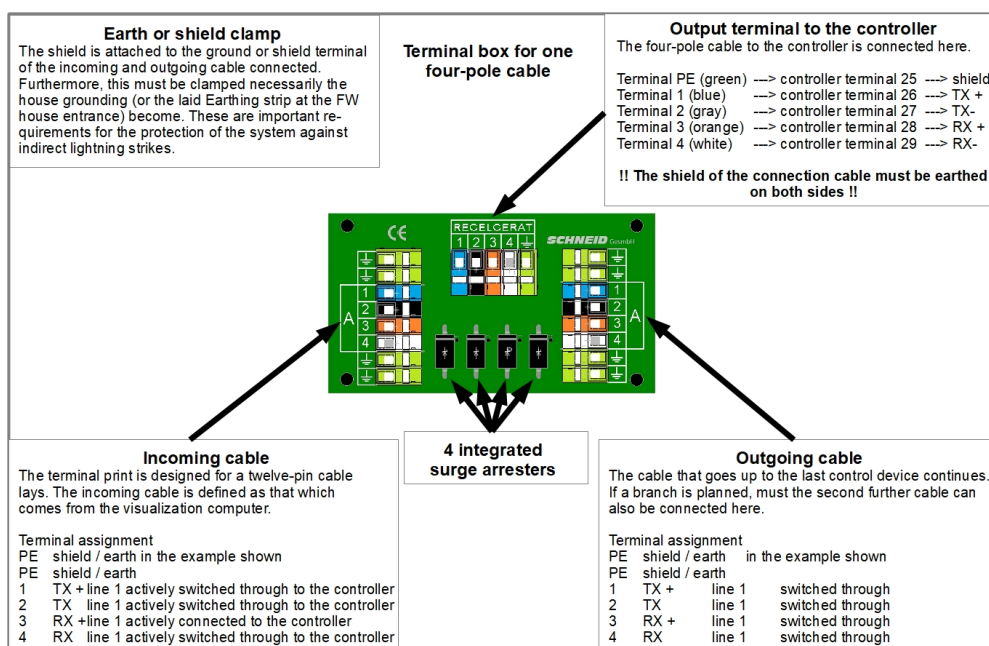 Earth or shield clamp
The shield is attached to the ground or shield terminal
of the incoming and outgoing cable connected.
Furthermore, this must be clamped necessarily the
house grounding (or the laid Earthing strip at the FW
house entrance) become. These are important re-
quirements for the protection of the system against
indirect lightning strikes.
Terminal box for one
four-pole cable
Output terminal to the controller
The four-pole cable to the controller is connected here.
Terminal PE (green) ---> controller terminal 25 ---> shield
Terminal 1 (blue) ---> controller terminal 26 ---> TX +
Terminal 2 (gray) ---> controller terminal 27 ---> TX-
Terminal 3 (orange) ---> controller terminal 28 ---> RX +
Terminal 4 (white) ---> controller terminal 29 ---> RX-
!! The shield of the connection cable must be earthed
on both sides !!
CE
REGELGERAT
1 2 3 4
SCHNEID GesmbH
A
1
2
3
4
1
2
3
4
A
4 integrated
surge arresters
Incoming cable
The terminal print is designed for a twelve-pin cable
lays. The incoming cable is defined as that which
comes from the visualization computer.
Terminal assignment
PE shield / earth in the example shown
PE shield / earth
1 TX + line 1 actively switched through to the controller
2 TX line 1 actively switched through to the controller
3 RX + line 1 actively connected to the controller
4 RX line 1 actively switched through to the controller
Outgoing cable
The cable that goes up to the last control device continues.
If a branch is planned, must the second further cable can
also be connected here.
Terminal assignment
PE shield / earth in the example shown
PE shield / earth
1 TX + line 1 switched through
2 TX line 1 switched through
3 RX + line 1 switched through
4 RX line 1 switched through